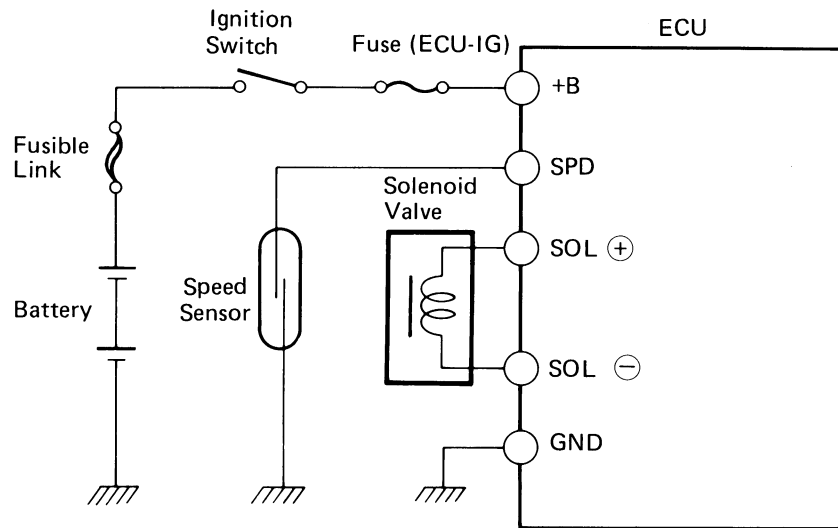 Ignition
Switch
Fuse (ECU-IG)
ECU
+B
Fusible
Link
SPD
Solenoid
Valve
SOL +
Speed
Sensor
Battery
SOL −
GND